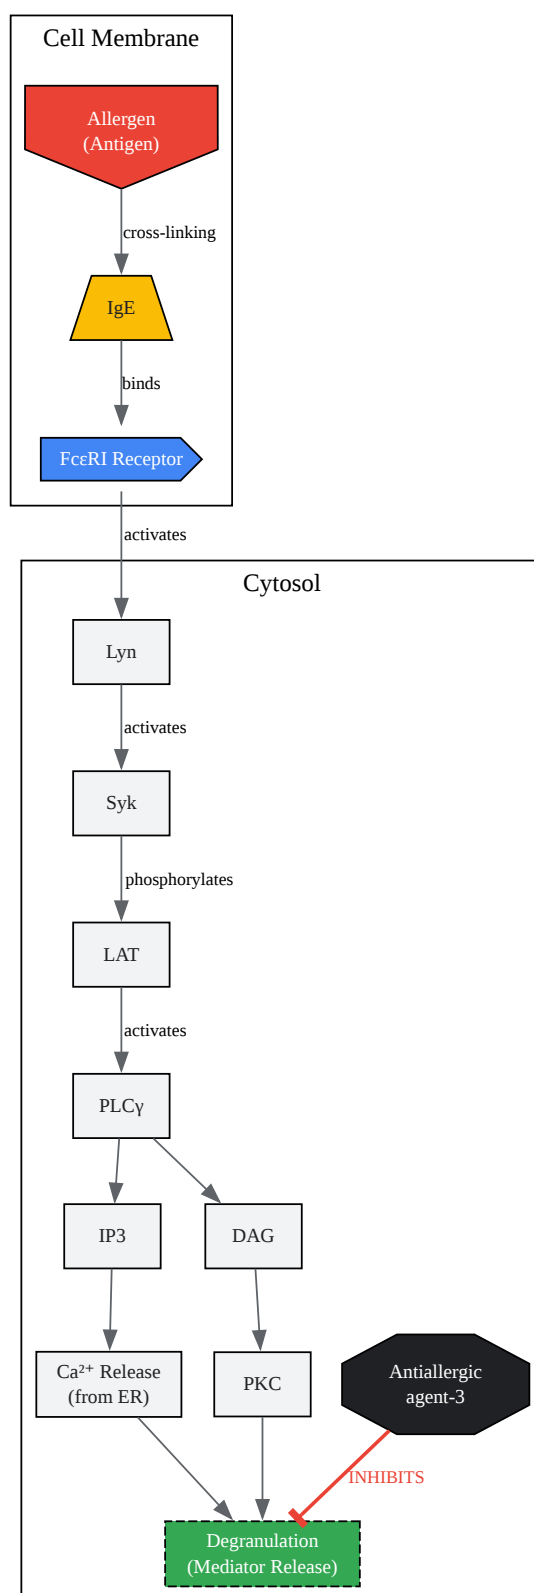 Cell Membrane
Allergen
(Antigen)
cross-linking
IgE
binds
FcεRI Receptor
activates
Cytosol
Lyn
activates
Syk
phosphorylates
LAT
activates
PLCγ
IP3
DAG
Ca²⁺ Release
(from ER)
PKC
Antiallergic
agent-3
INHIBITS
Degranulation
(Mediator Release)